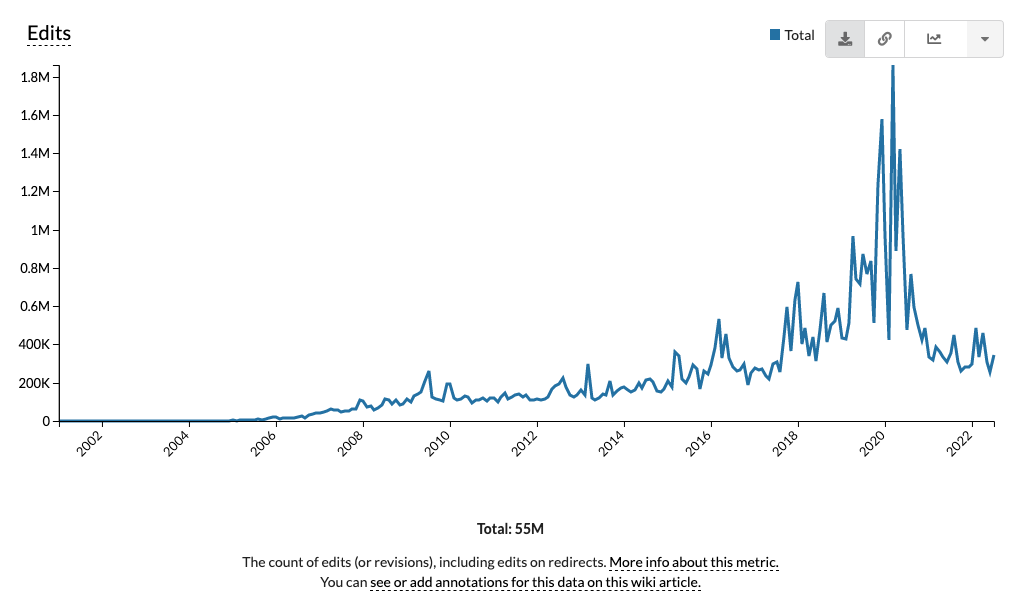 Edits
Total
1.8M
1.6M
1.4M
1.2M
1M
0.8M
0.6M
400K
200K
0
2002
2004
2006
2008
2010
2012
2014
2016
2018
2020
2022
Total: 55M
The count of edits (or revisions), including edits on redirects. More info about this metric.
You can see or add annotations for this data on this wiki article.